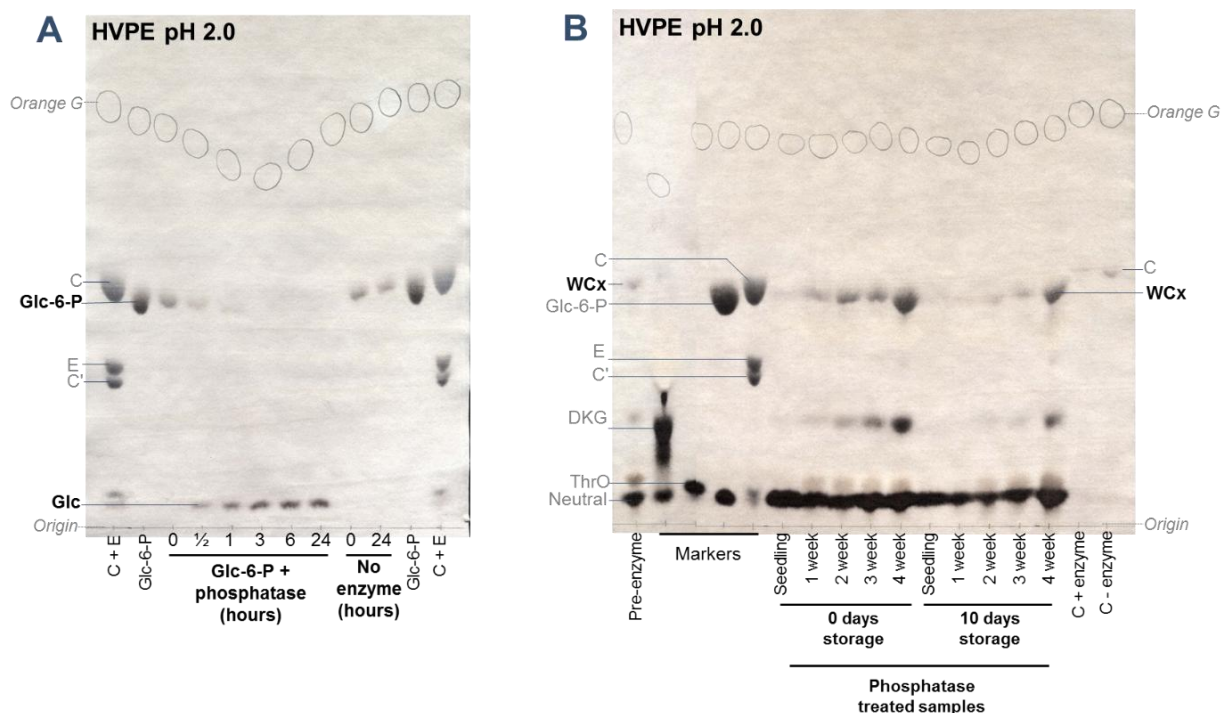 A HVPE pH 2.0
Orange G
C
Glc-6-P
E
C'
Glc
Origin
C + E
Glc-6-P
0 ½ 1 3 6 24
Glc-6-P +
phosphatase
(hours)
0 24
No
enzyme
(hours)
Glc-6-P
C + E
B HVPE pH 2.0
Orange G
C
WCx
Glc-6-P
E
C'
DKG
ThrO
Neutral
C
WCx
Origin
Pre-enzyme
Markers
Seedling
1 week
2 week
3 week
4 week
0 days
storage
Seedling
1 week
2 week
3 week
4 week
10 days
storage
C + enzyme
C - enzyme
Phosphatase
treated samples